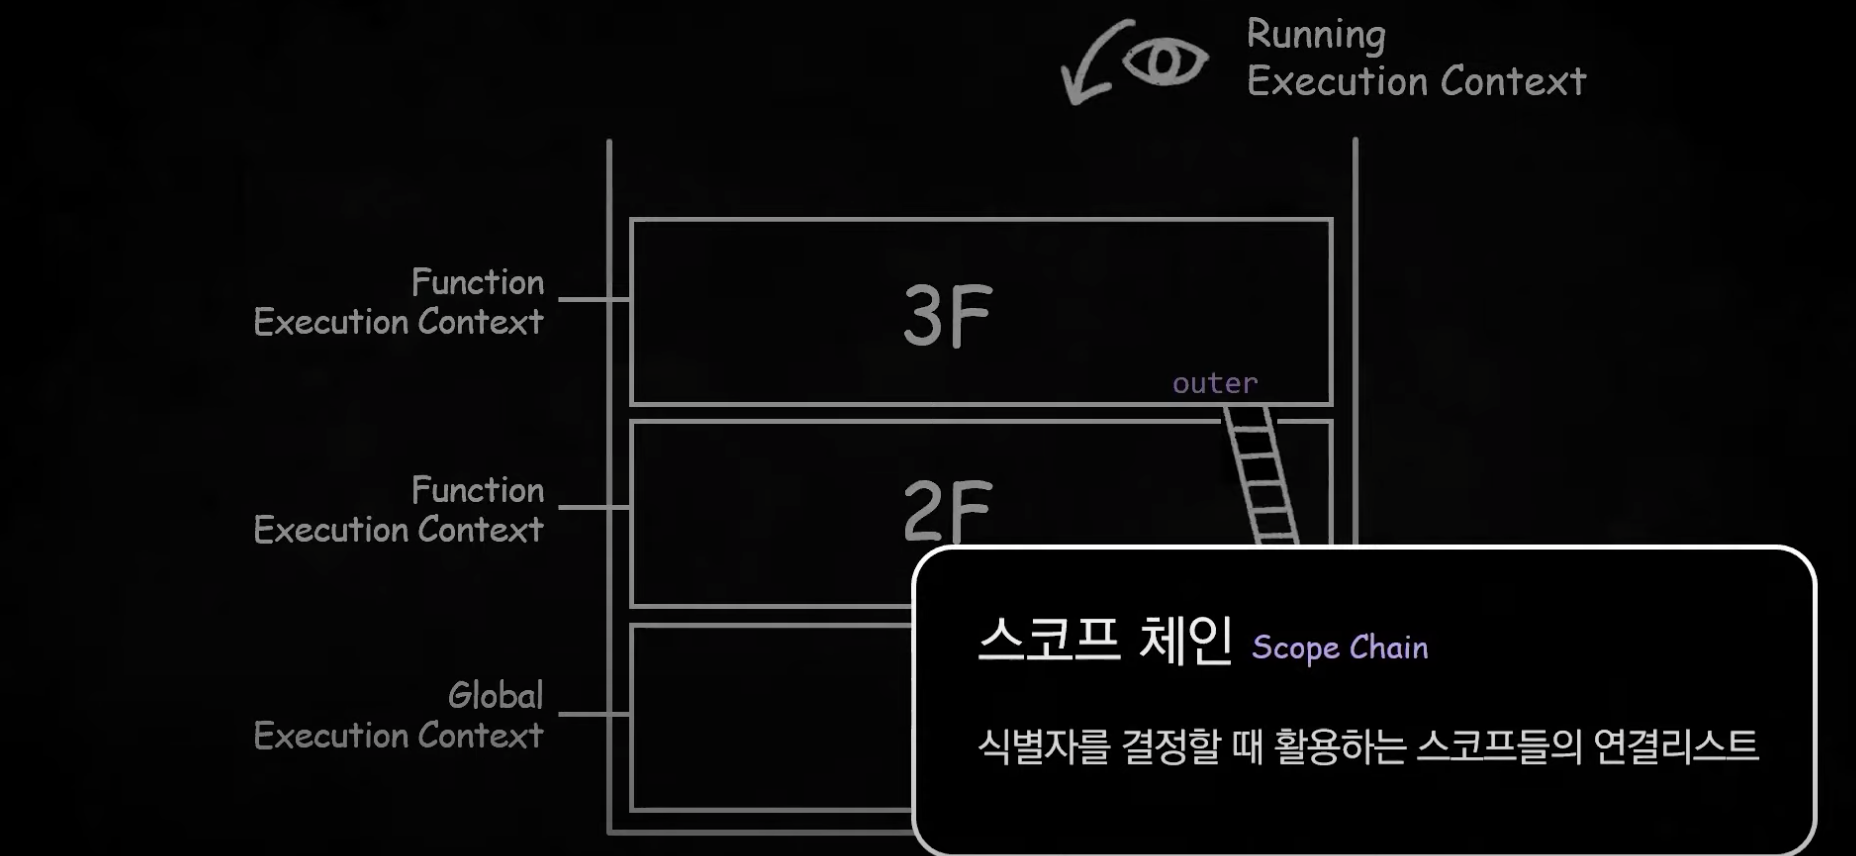 Running
Execution Context
Function
Execution Context
3F
outer
Function
Execution Context
2F
스코프 체인 Scope Chain
Global
Execution Context
식별자를 결정할 때 활용하는 스코프들의 연결리스트